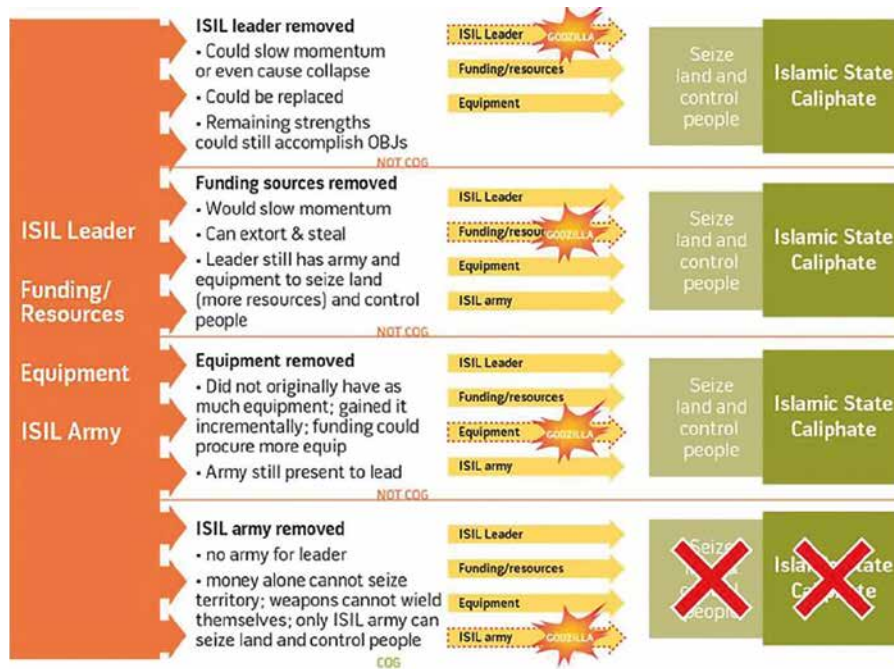 ISIL Leader
Funding/
Resources
Equipment
ISIL Army
ISIL leader removed
• Could slow momentum
or even cause collapse
• Could be replaced
• Remaining strengths
could still accomplish OBJs
NOT COG
ISIL Leader
GODZILLA
Funding/resources
Equipment
Seize
land and
control
people
Islamic State
Caliphate
Funding sources removed
• Would slow momentum
• Can extort & steal
• Leader still has army and
equipment to seize land
(more resources) and control
people
NOT COG
ISIL Leader
Funding/resourc
GODZILLA
Equipment
ISIL army
Seize
land and
control
people
Islamic State
Caliphate
Equipment removed
• Did not originally have as
much equipment; gained it
incrementally; funding could
procure more equip
• Army still present to lead
NOT COG
ISIL Leader
Funding/resources
Equipment
GODZILLA
ISIL army
Seize
land and
control
people
Islamic State
Caliphate
ISIL army removed
• no army for leader
• money alone cannot seize
territory; weapons cannot wield
themselves; only ISIL army can
seize land and control people
COG
ISIL Leader
Funding/resources
Equipment
ISIL army
GODZILLA
Seize
people
Islamic State